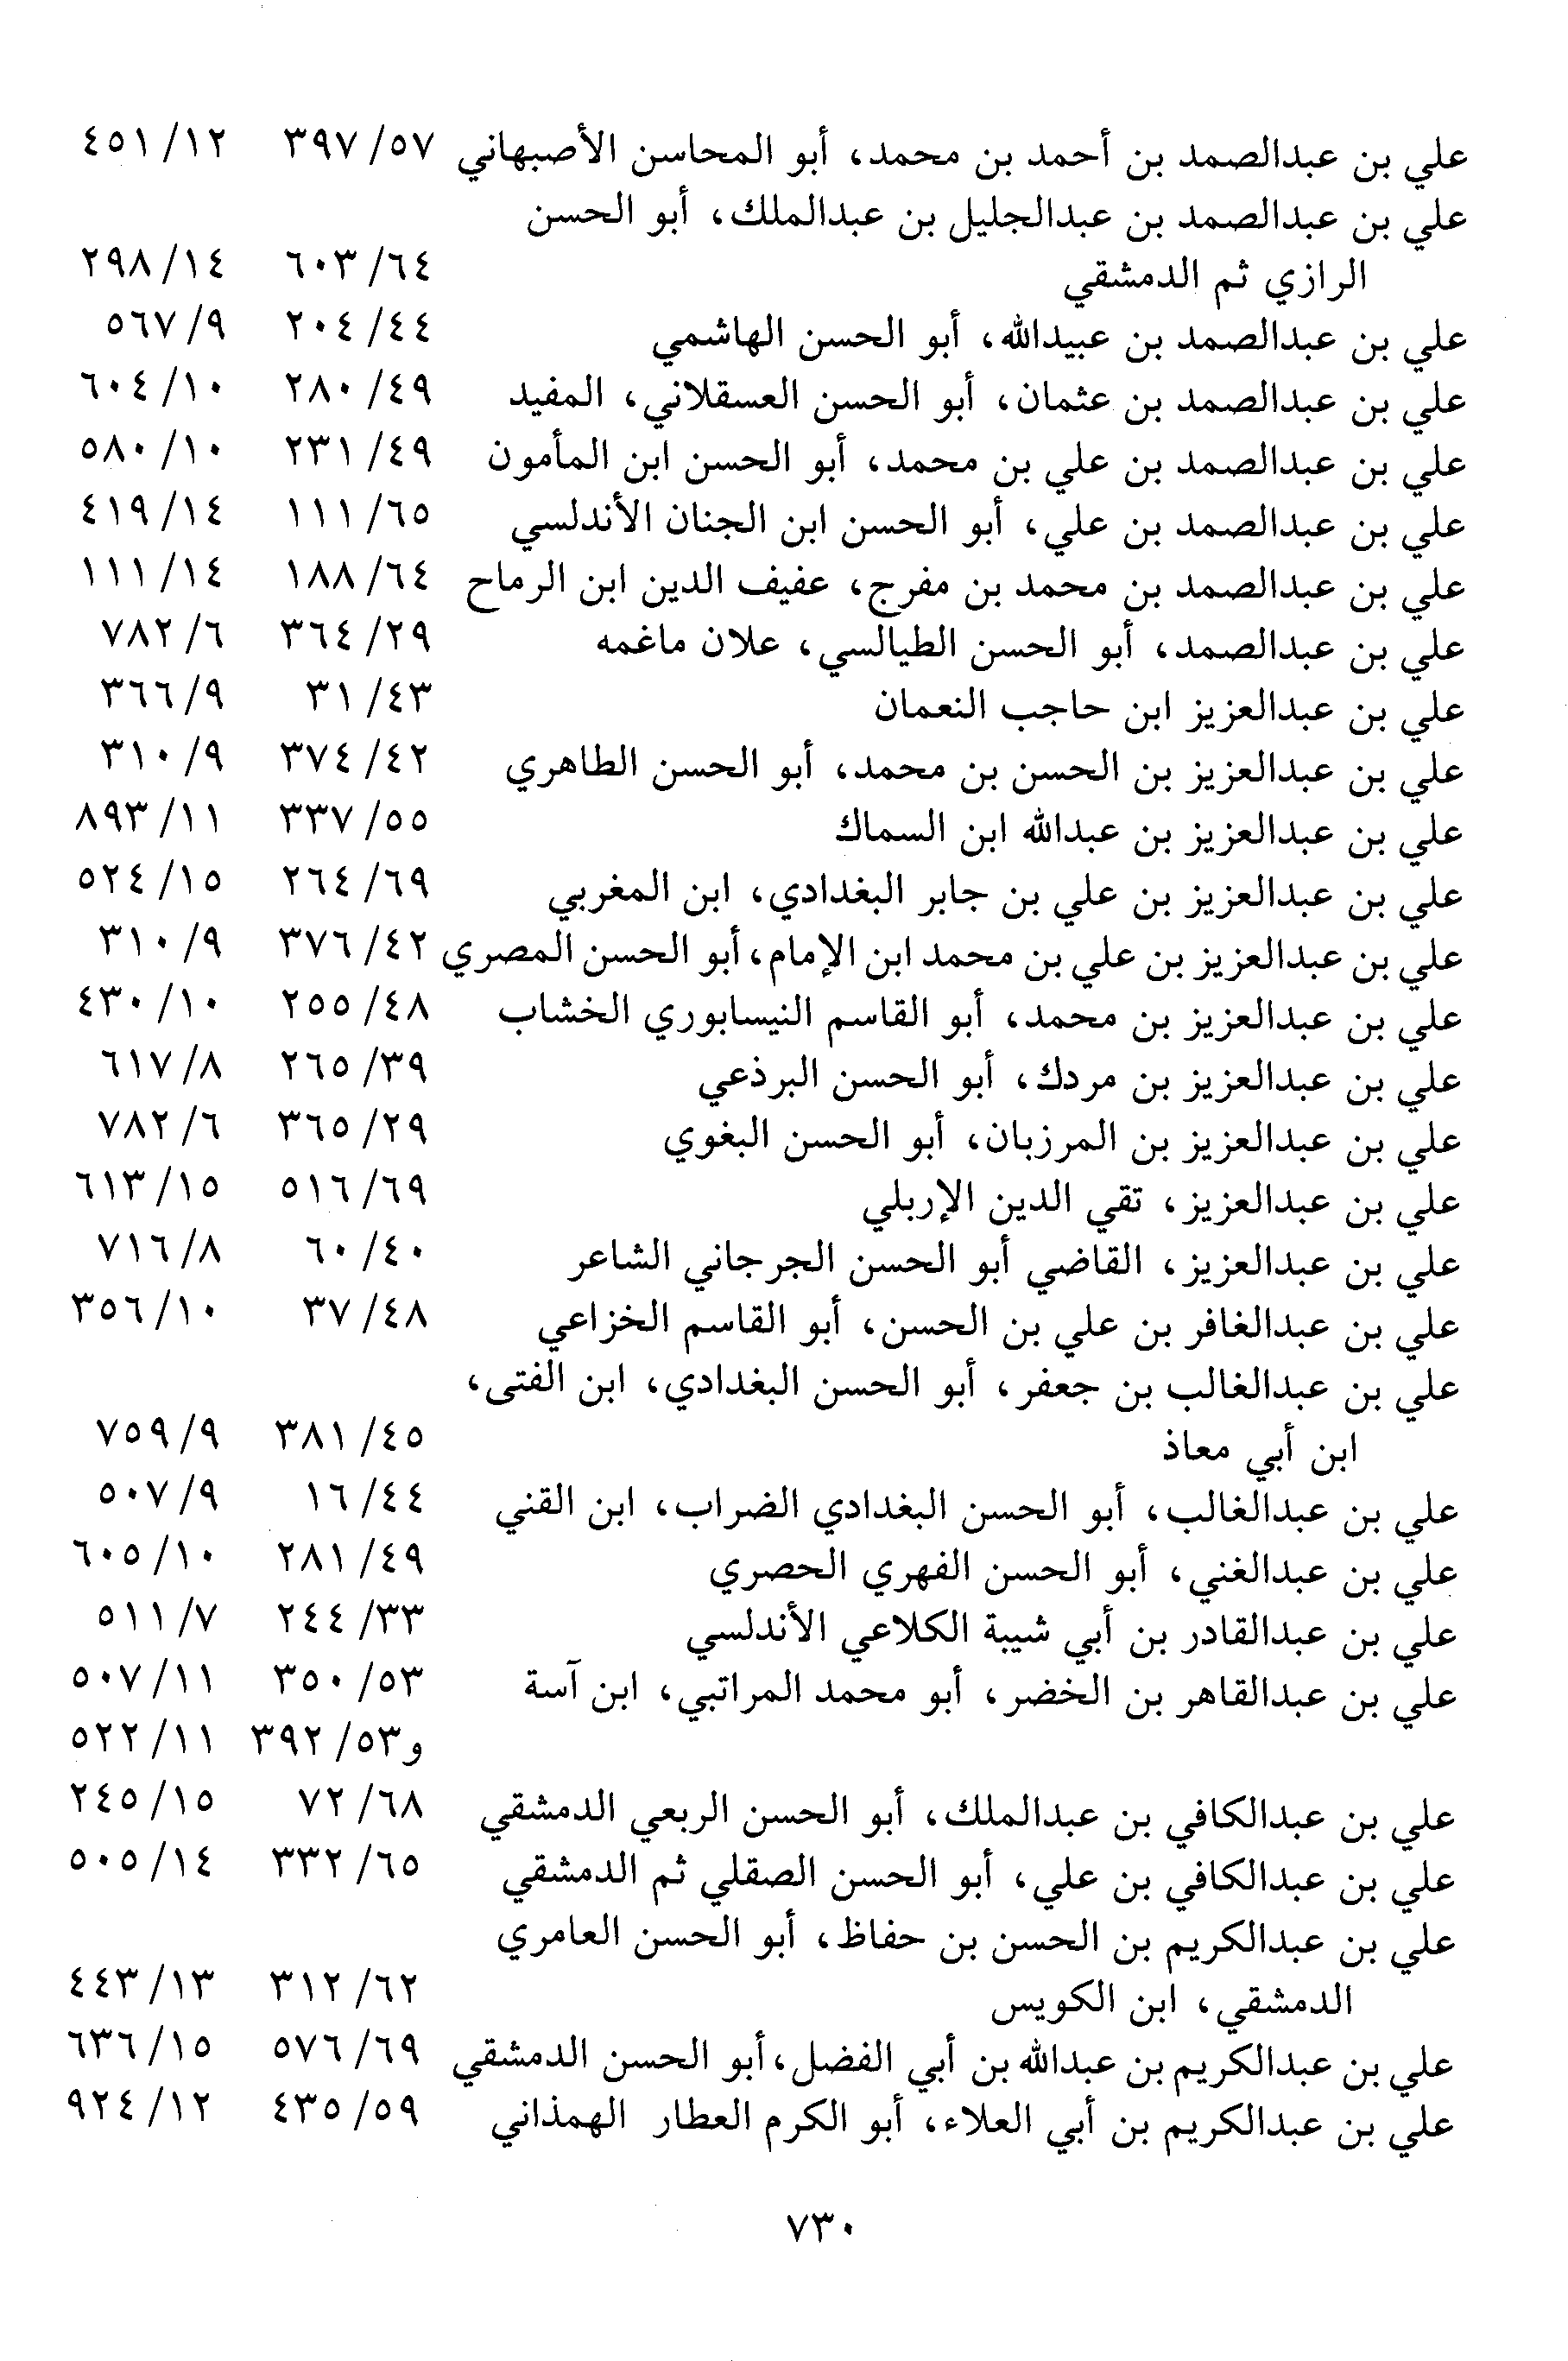 علي بن عبدالصمد بن أحمد بن محمد، أبو المحاسن الأصبهاني ٥٧/ ٣٩٧ ١٢/ ٤٥١
علي بن عبدالصمد بن عبدالجليل بن عبدالملك، أبو الحسن
الرازي ثم الدمشقي ٦٤/ ٦٠٣ ١٤/ ٢٩٨
علي بن عبدالصمد بن عبيدالله، أبو الحسن الهاشمي ٤٤/ ٢٠٤ ٩/ ٥٦٧
علي بن عبدالصمد بن عثمان، أبو الحسن العسقلاني، المفيد ٤٩/ ٢٨٠ ١٠/ ٦٠٤
علي بن عبدالصمد بن علي بن محمد، أبو الحسن ابن المأمون ٤٩/ ٢٣١ ١٠/ ٥٨٠
علي بن عبدالصمد بن علي، أبو الحسن ابن الجنان الأندلسي ٦٥/ ١١١ ١٤/ ٤١٩
علي بن عبدالصمد بن محمد بن مفرج، عفيف الدين ابن الرماح ٦٤/ ١٨٨ ١٤/ ١١١
علي بن عبدالصمد، أبو الحسن الطيالسي، علان ماغمه ٢٩/ ٣٦٤ ٦/ ٧٨٢
علي بن عبدالعزيز ابن حاجب النعمان ٤٣/ ٣١ ٩/ ٣٦٦
علي بن عبدالعزيز بن الحسن بن محمد، أبو الحسن الطاهري ٤٢/ ٣٧٤ ٩/ ٣١٠
علي بن عبدالعزيز بن عبدالله ابن السماك ٥٥/ ٣٣٧ ١١/ ٨٩٣
علي بن عبدالعزيز بن علي بن جابر البغدادي، ابن المغربي ٦٩/ ٢٦٤ ١٥/ ٥٢٤
علي بن عبدالعزيز بن علي بن محمد ابن الإمام، أبو الحسن المصري ٤٢/ ٣٧٦ ٩/ ٣١٠
علي بن عبدالعزيز بن محمد، أبو القاسم النيسابوري الخشاب ٤٨/ ٢٥٥ ١٠/ ٤٣٠
علي بن عبدالعزيز بن مردك، أبو الحسن البرذعي ٣٩/ ٢٦٥ ٨/ ٦١٧
علي بن عبدالعزيز بن المرزبان، أبو الحسن البغوي ٢٩/ ٣٦٥ ٦/ ٧٨٢
علي بن عبدالعزيز، تقي الدين الإربلي ٦٩/ ٥١٦ ١٥/ ٦١٣
علي بن عبدالعزيز، القاضي أبو الحسن الجرجاني الشاعر ٤٠/ ٦٠ ٨/ ٧١٦
علي بن عبدالغافر بن علي بن الحسن، أبو القاسم الخزاعي ٤٨/ ٣٧ ١٠/ ٣٥٦
علي بن عبدالغالب بن جعفر، أبو الحسن البغدادي، ابن الفتى،
ابن أبي معاذ ٤٥/ ٣٨١ ٩/ ٧٥٩
علي بن عبدالغالب، أبو الحسن البغدادي الضراب، ابن القني ٤٤/ ١٦ ٩/ ٥٠٧
علي بن عبدالغني، أبو الحسن الفهري الحصري ٤٩/ ٢٨١ ١٠/ ٦٠٥
علي بن عبدالقادر بن أبي شيبة الكلاعي الأندلسي ٣٣/ ٢٤٤ ٧/ ٥١١
علي بن عبدالقاهر بن الخضر، أبو محمد المراتبي، ابن آسة ٥٣/ ٣٥٠ ١١/ ٥٠٧
و٥٣/ ٣٩٢ ١١/ ٥٢٢
علي بن عبدالكافي بن عبدالملك، أبو الحسن الربعي الدمشقي ٦٨/ ٧٢ ١٥/ ٢٤٥
علي بن عبدالكافي بن علي، أبو الحسن الصقلي ثم الدمشقي ٦٥/ ٣٣٢ ١٤/ ٥٠٥
علي بن عبدالكريم بن الحسن بن حفاظ، أبو الحسن العامري
الدمشقي، ابن الكويس ٦٢/ ٣١٢ ١٣/ ٤٤٣
علي بن عبدالكريم بن عبدالله بن أبي الفضل، أبو الحسن الدمشقي ٦٩/ ٥٧٦ ١٥/ ٦٣٦
علي بن عبدالكريم بن أبي العلاء، أبو الكرم العطار الهمذاني ٥٩/ ٤٣٥ ١٢/ ٩٢٤
٧٣٠